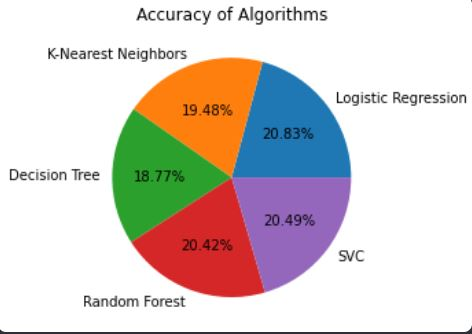 Accuracy of Algorithms
K-Nearest Neighbors
Logistic Regression
19.48%
20.83%
Decision Tree
18.77%
20.42%
20.49%
SVC
Random Forest